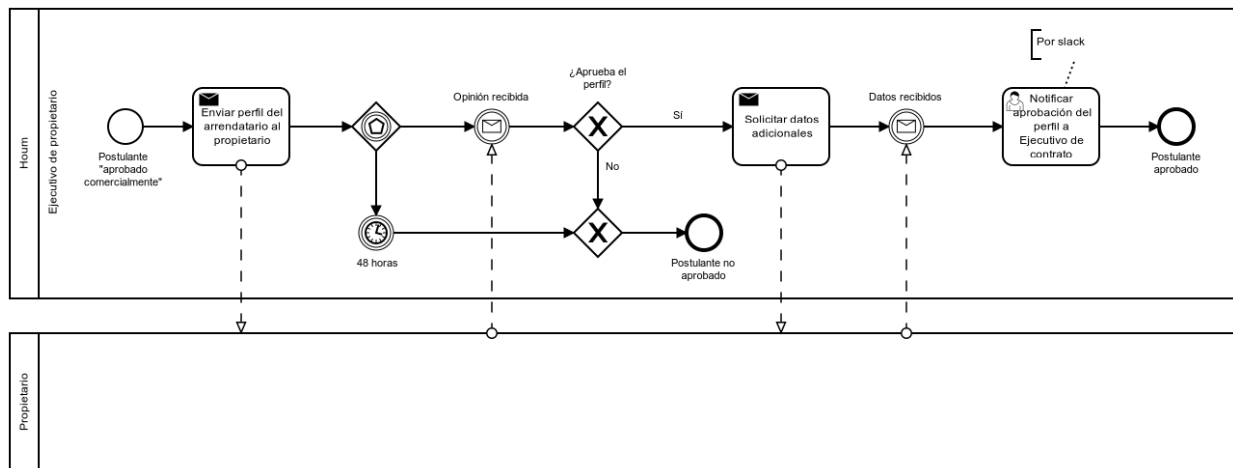 Houm
Ejecutivo de propietario
Postulante
"aprobado
comercialmente"
Enviar perfil del
arrendatario al
propietario
48 horas
Opinión recibida
¿Aprueba el
perfil?
Sí
No
Postulante no
aprobado
Solicitar datos
adicionales
Datos recibidos
Por slack
Notificar
aprobación del
perfil a
Ejecutivo de
contrato
Postulante
aprobado
Propietario